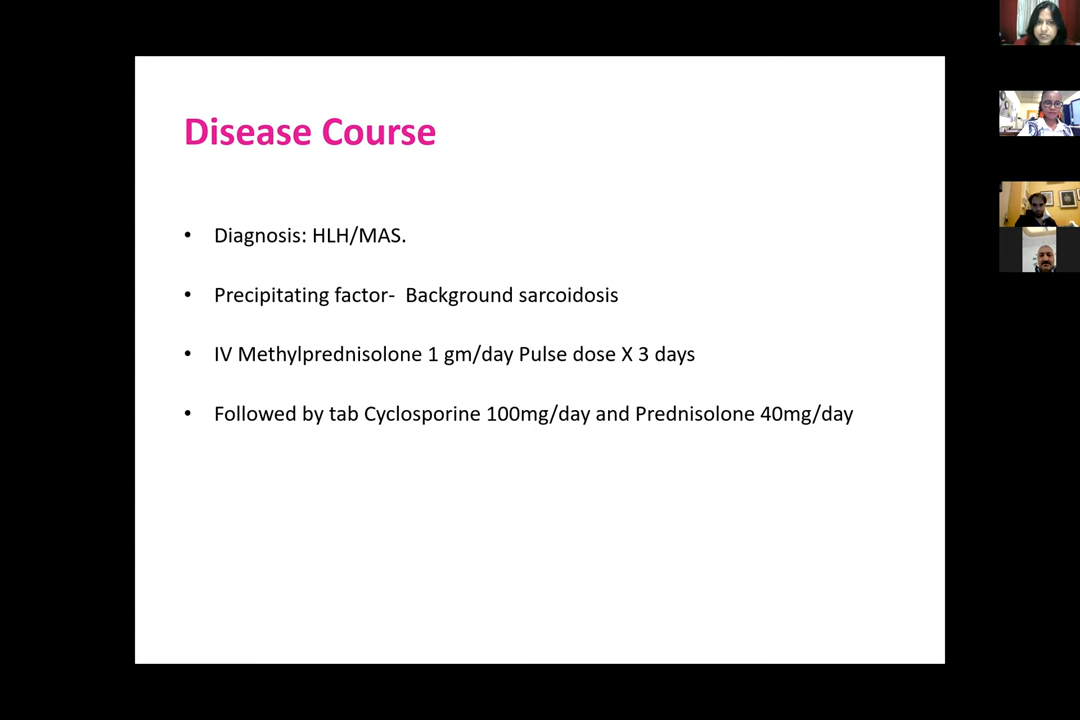 Disease Course
• Diagnosis: HLH/MAS.
• Precipitating factor- Background sarcoidosis
• IV Methylprednisolone 1 gm/day Pulse dose X 3 days
• Followed by tab Cyclosporine 100mg/day and Prednisolone 40mg/day